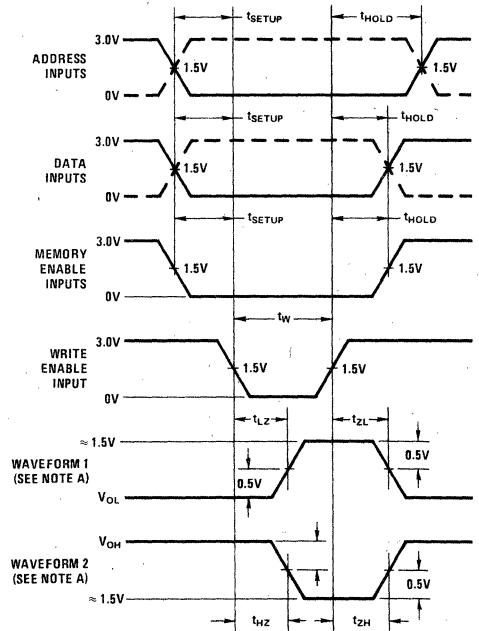 tSETUP tHOLD
3.0V
ADDRESS
INPUTS
1.5V 1.5V
0V
tSETUP tHOLD
3.0V
DATA
INPUTS
1.5V 1.5V
0V
tSETUP tHOLD
3.0V
MEMORY
ENABLE
INPUTS
1.5V 1.5V
0V
tW
3.0V
WRITE
ENABLE
INPUT
1.5V 1.5V
0V
tLZ tZL
≈ 1.5V
WAVEFORM 1
(SEE NOTE A)
0.5V 0.5V
VOL
VOH
WAVEFORM 2
(SEE NOTE A)
0.5V
≈ 1.5V
tHZ tZH